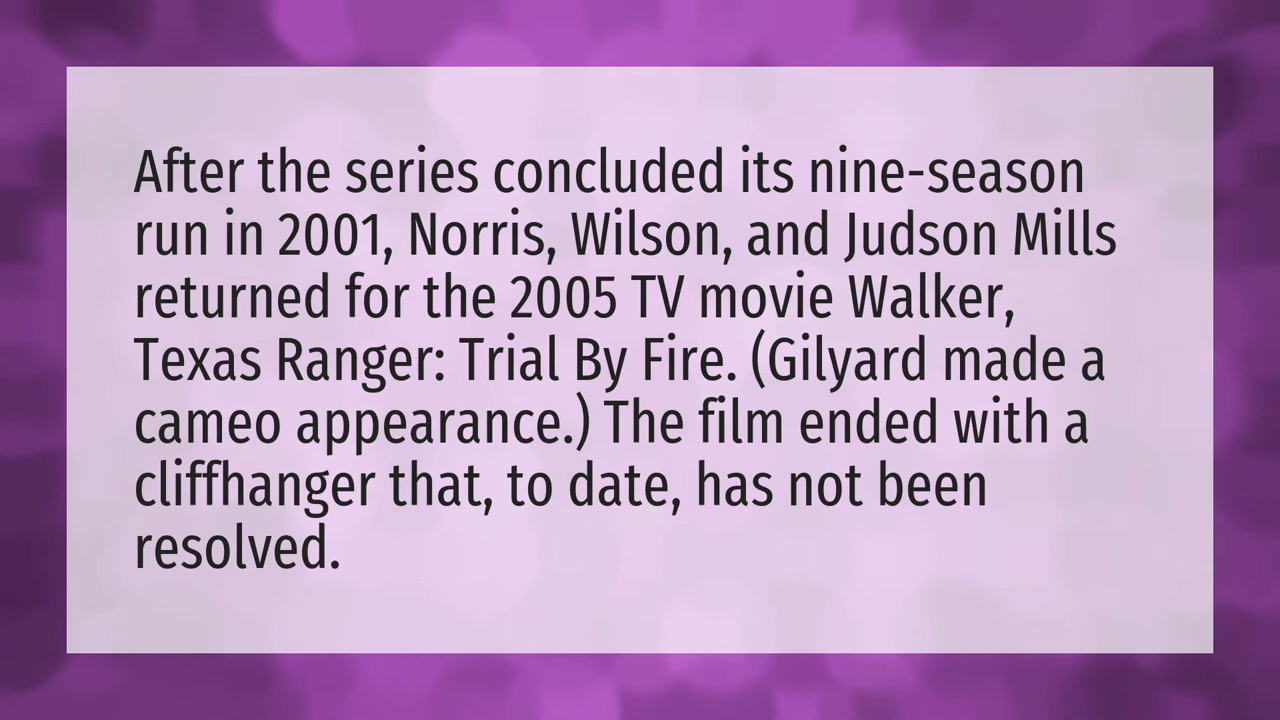 After the series concluded its nine-season
run in 2001, Norris, Wilson, and Judson Mills
returned for the 2005 TV movie Walker,
Texas Ranger: Trial By Fire. (Gilyard made a
cameo appearance.) The film ended with a
cliffhanger that, to date, has not been
resolved.